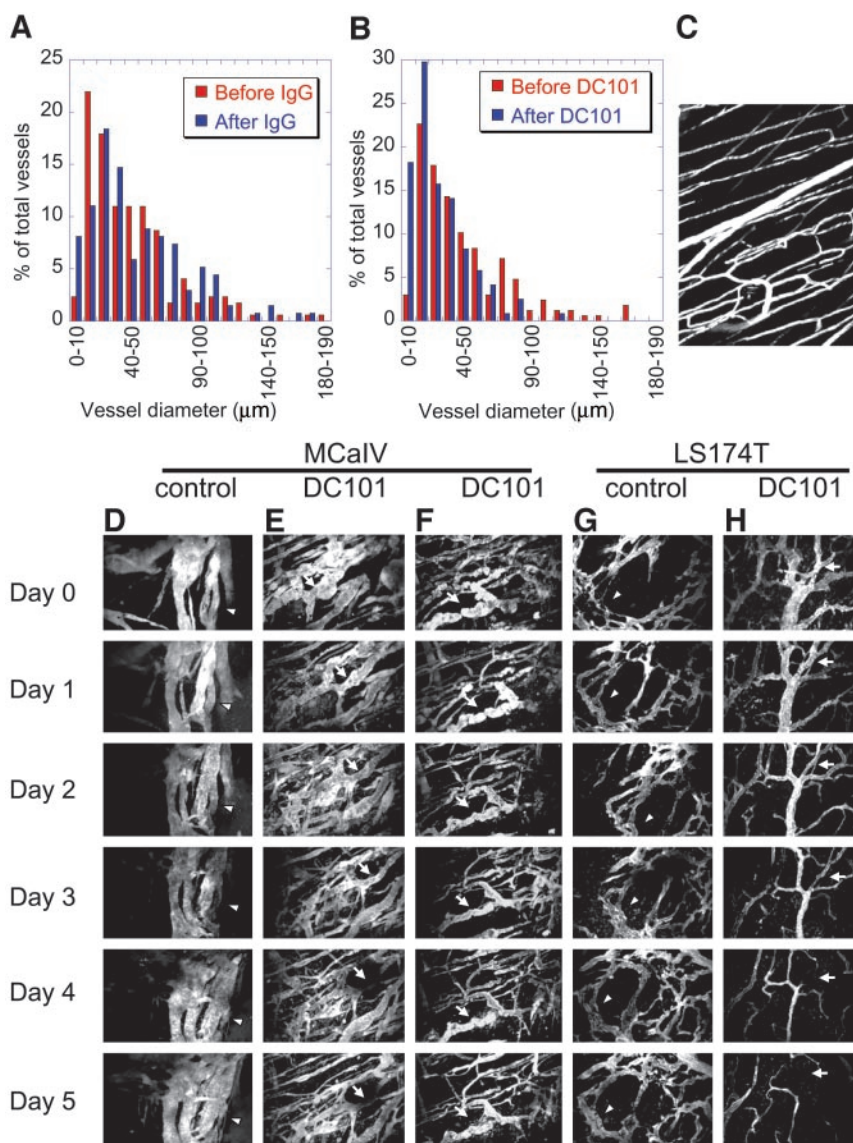 A
B
C
25
20
15
10
5
0
% of total vessels
Before IgG
After IgG
0-10
40-50
90-100
140-150
180-190
Vessel diameter (µm)
30
25
20
15
10
5
0
% of total vessels
Before DC101
After DC101
0-10
40-50
90-100
140-150
180-190
Vessel diameter (µm)
MCaIV
LS174T
control
DC101
DC101
control
DC101
D
E
F
G
H
Day 0
Day 1
Day 2
Day 3
Day 4
Day 5